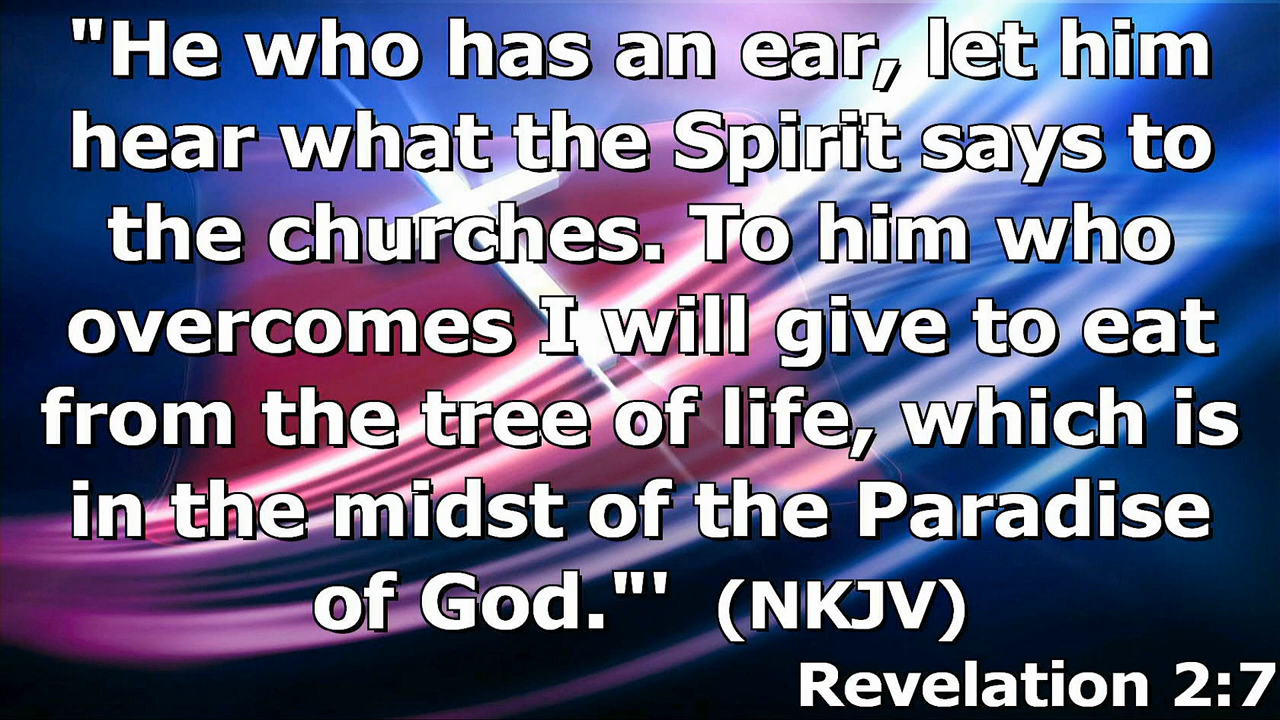 "He who has an ear, let him
hear what the Spirit says to
the churches. To him who
overcomes I will give to eat
from the tree of life, which is
in the midst of the Paradise
of God."' (NKJV)
Revelation 2:7